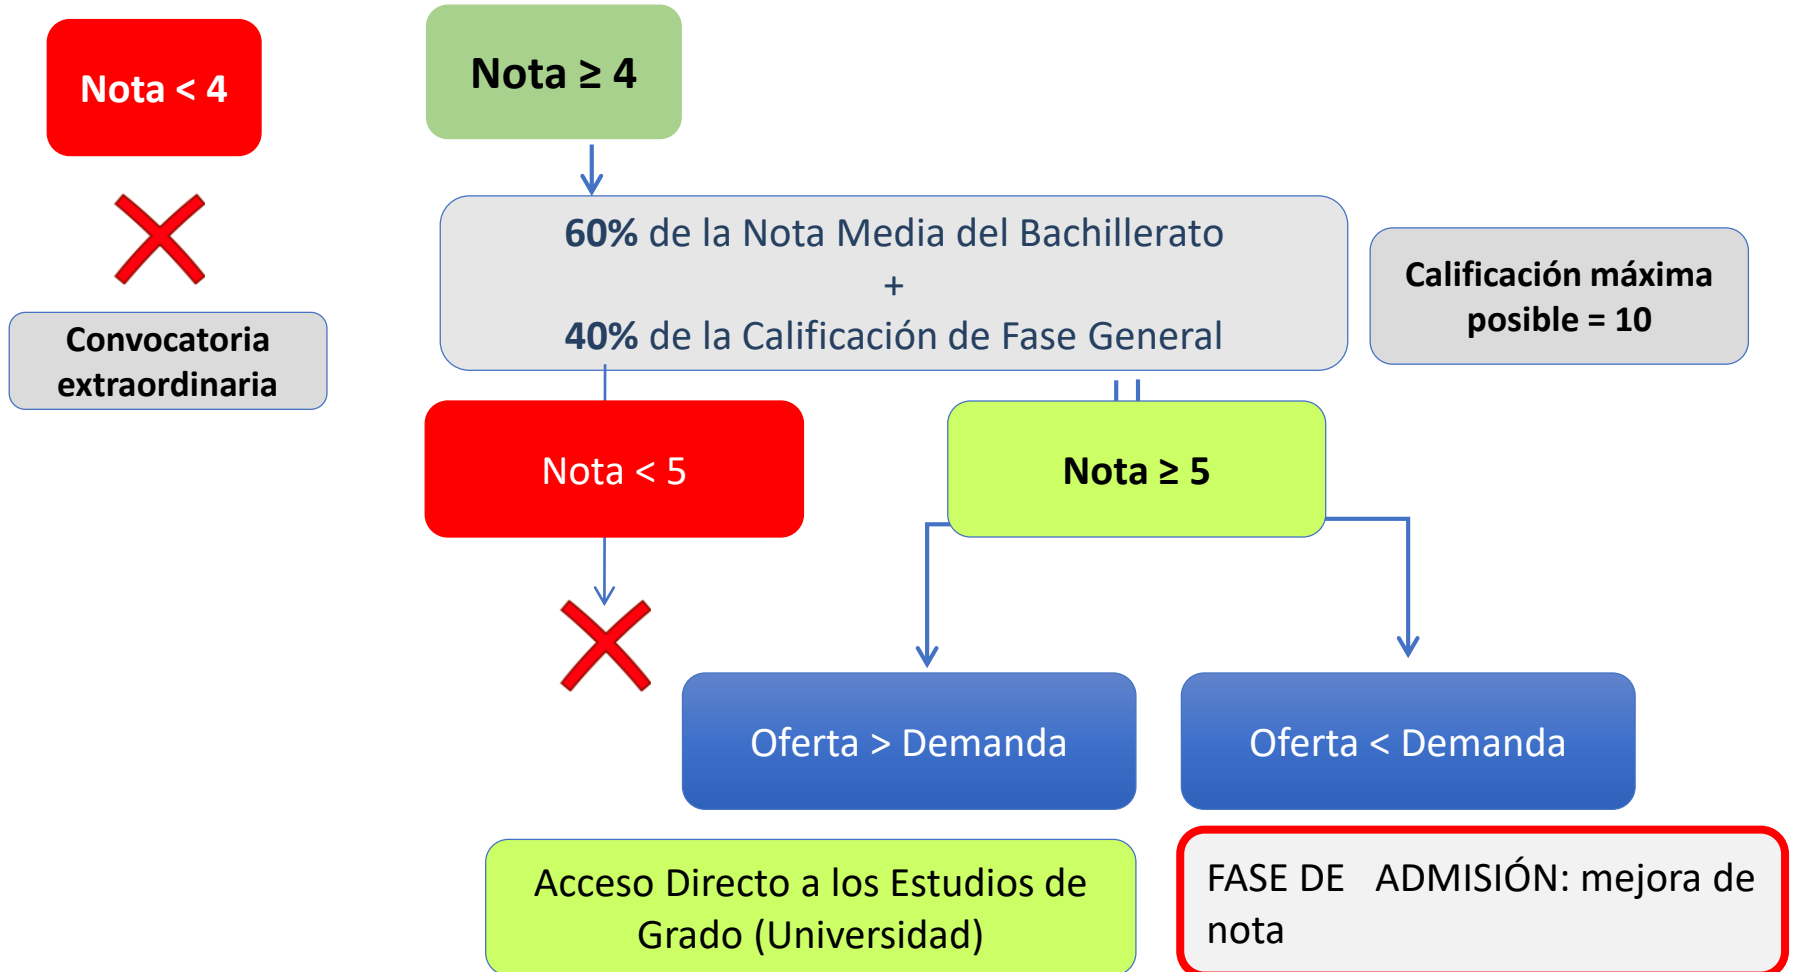 Nota < 4
Nota ≥ 4
60% de la Nota Media del Bachillerato
+
40% de la Calificación de Fase General
Calificación máxima
posible = 10
Convocatoria
extraordinaria
Nota < 5
Nota ≥ 5
Oferta > Demanda
Oferta < Demanda
Acceso Directo a los Estudios de
Grado (Universidad)
FASE DE ADMISIÓN: mejora de
nota